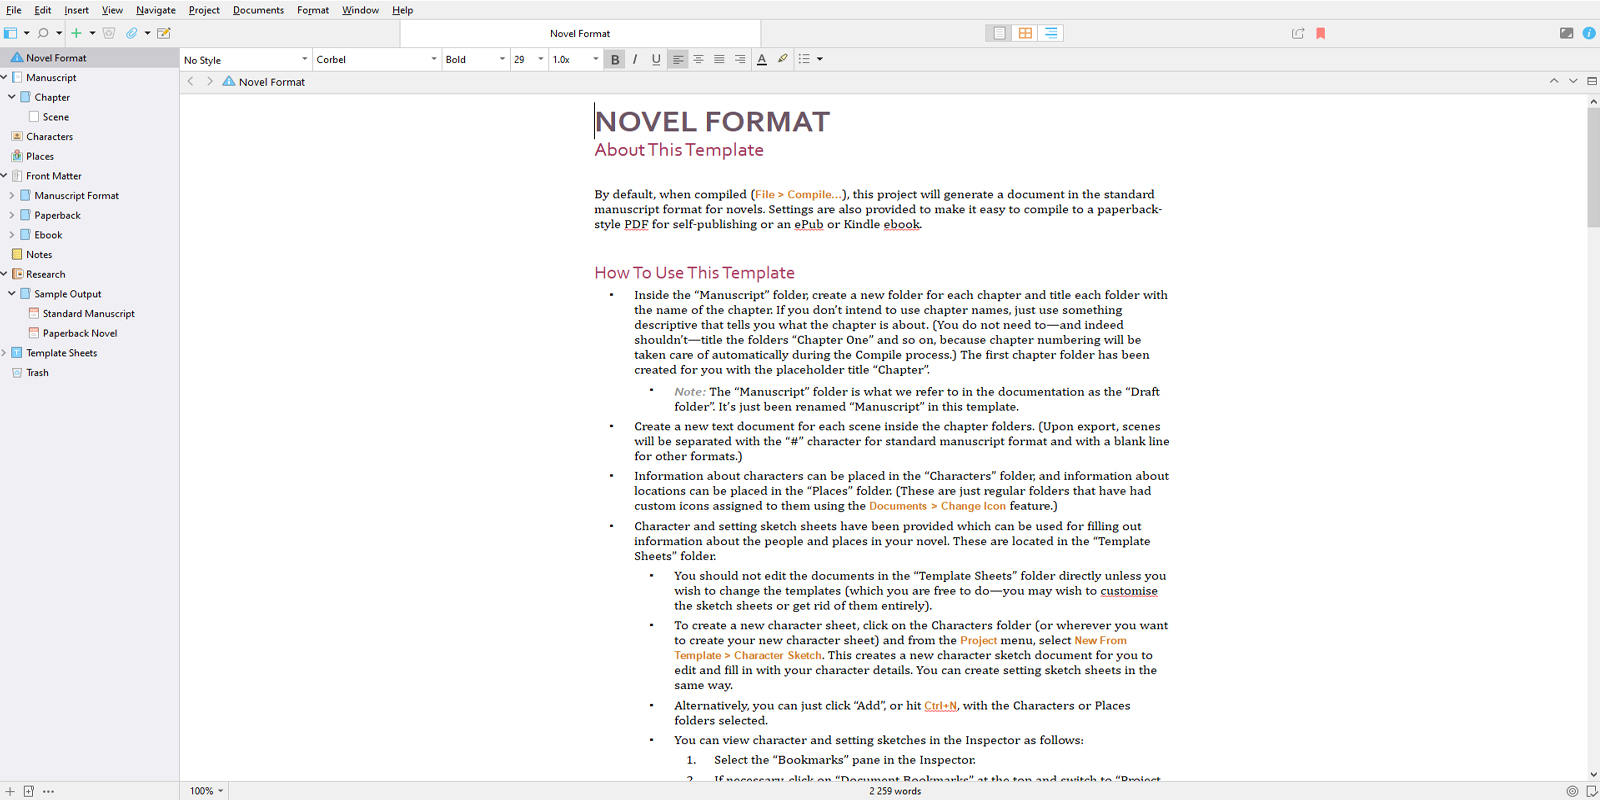 File Edit Insert View Navigate Project Documents Format Window Help
Novel Format
No Style Corbel Bold 29 1.0x B I U A
Novel Format
Novel Format
Manuscript
Chapter
Scene
Characters
Places
Front Matter
Manuscript Format
Paperback
Ebook
Notes
Research
Sample Output
Standard Manuscript
Paperback Novel
Template Sheets
Trash
NOVEL FORMAT
About This Template
By default, when compiled (File > Compile...), this project will generate a document in the standard
manuscript format for novels. Settings are also provided to make it easy to compile to a paperback-
style PDF for self-publishing or an ePub or Kindle ebook.
How To Use This Template
▪ Inside the “Manuscript” folder, create a new folder for each chapter and title each folder with
the name of the chapter. If you don’t intend to use chapter names, just use something
descriptive that tells you what the chapter is about. (You do not need to—and indeed
shouldn’t—title the folders “Chapter One” and so on, because chapter numbering will be
taken care of automatically during the Compile process.) The first chapter folder has been
created for you with the placeholder title “Chapter”.
▪ Note: The “Manuscript” folder is what we refer to in the documentation as the “Draft
folder”. It’s just been renamed “Manuscript” in this template.
▪ Create a new text document for each scene inside the chapter folders. (Upon export, scenes
will be separated with the “#” character for standard manuscript format and with a blank line
for other formats.)
▪ Information about characters can be placed in the “Characters” folder, and information about
locations can be placed in the “Places” folder. (These are just regular folders that have had
custom icons assigned to them using the Documents > Change Icon feature.)
▪ Character and setting sketch sheets have been provided which can be used for filling out
information about the people and places in your novel. These are located in the “Template
Sheets” folder.
▪ You should not edit the documents in the “Template Sheets” folder directly unless you
wish to change the templates (which you are free to do—you may wish to customise
the sketch sheets or get rid of them entirely).
▪ To create a new character sheet, click on the Characters folder (or wherever you want
to create your new character sheet) and from the Project menu, select New From
Template > Character Sketch. This creates a new character sketch document for you to
edit and fill in with your character details. You can create setting sketch sheets in the
same way.
▪ Alternatively, you can just click “Add”, or hit Ctrl+N, with the Characters or Places
folders selected.
▪ You can view character and setting sketches in the Inspector as follows:
1. Select the “Bookmarks” pane in the Inspector.
2. If necessary, click on “Document Bookmarks” at the top and switch to “Project
100%
2 259 words